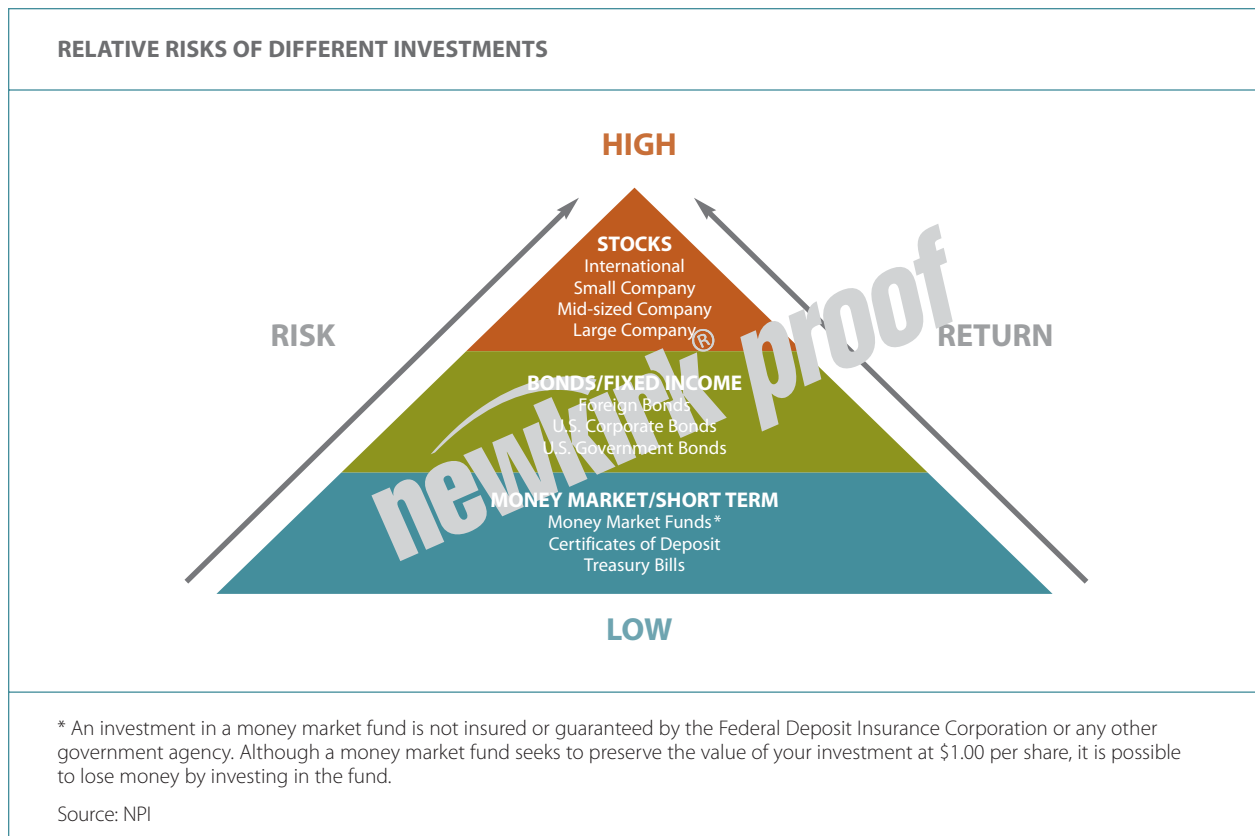 RELATIVE RISKS OF DIFFERENT INVESTMENTS
HIGH
STOCKS
International
Small Company
Mid-sized Company
Large Company
RISK
RETURN
BONDS/FIXED INCOME
Foreign Bonds
U.S. Corporate Bonds
U.S. Government Bonds
newkirk® proof
MONEY MARKET/SHORT TERM
Money Market Funds*
Certificates of Deposit
Treasury Bills
LOW
* An investment in a money market fund is not insured or guaranteed by the Federal Deposit Insurance Corporation or any other
government agency. Although a money market fund seeks to preserve the value of your investment at $1.00 per share, it is possible
to lose money by investing in the fund.
Source: NPI